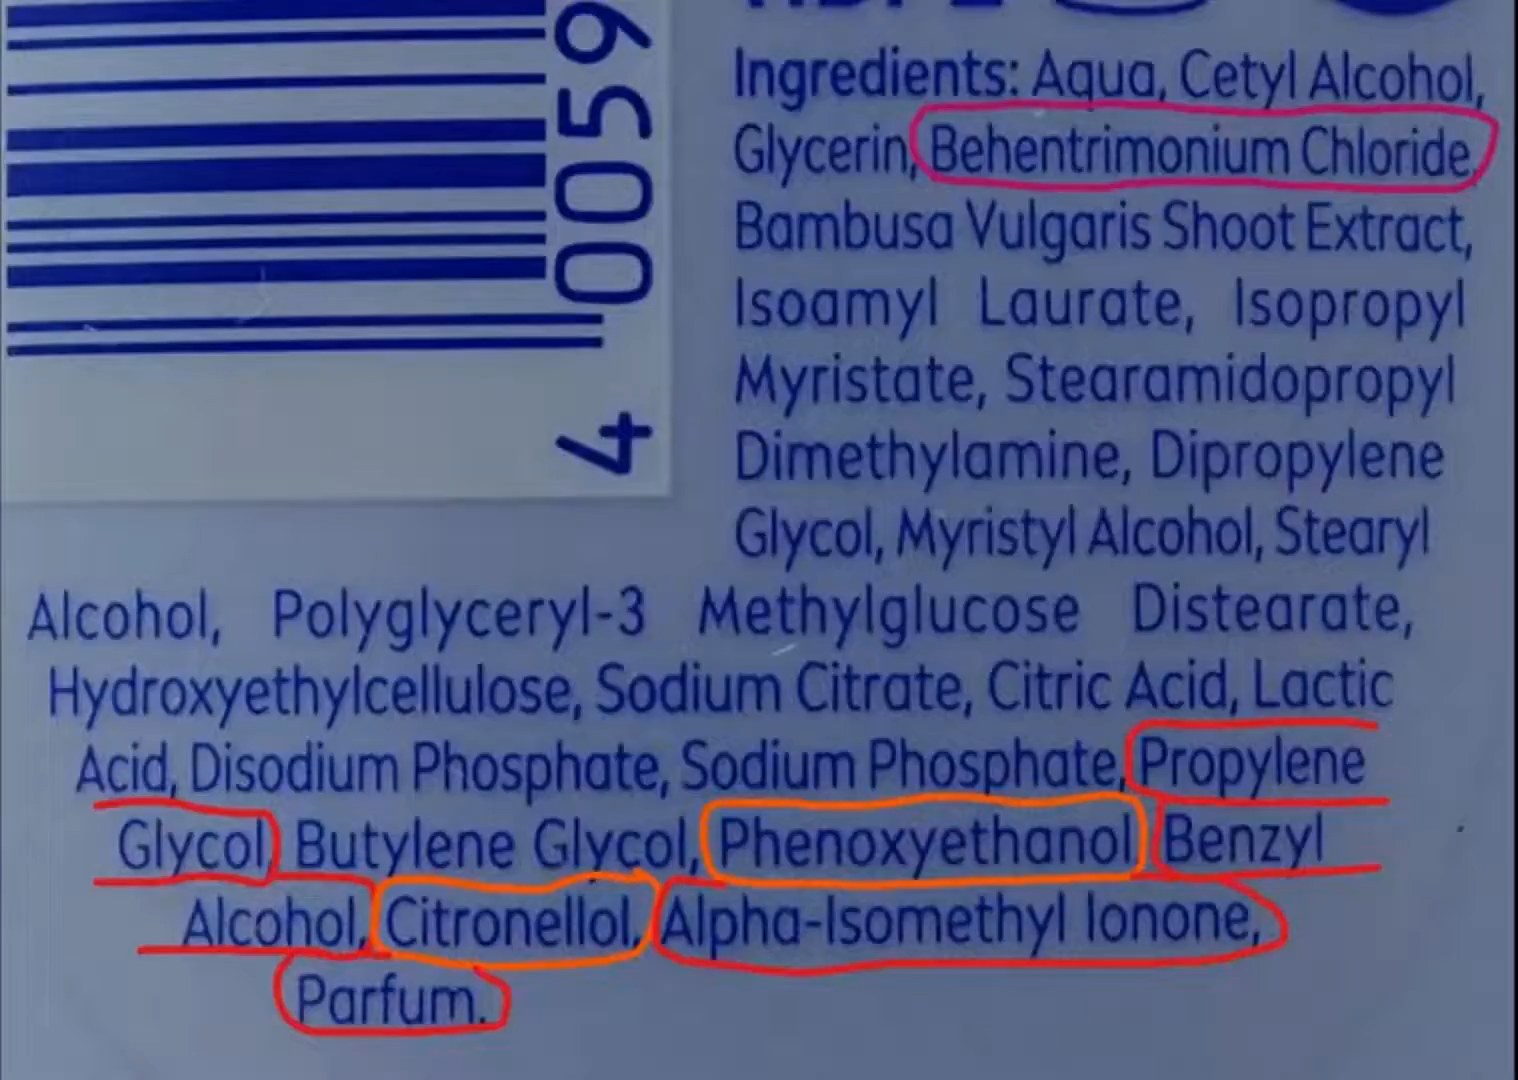 Ingredients: Aqua, Cetyl Alcohol,
Glycerin, Behentrimonium Chloride,
Bambusa Vulgaris Shoot Extract,
Isoamyl Laurate, Isopropyl
Myristate, Stearamidopropyl
Dimethylamine, Dipropylene
Glycol, Myristyl Alcohol, Stearyl
Alcohol, Polyglyceryl-3 Methylglucose Distearate,
Hydroxyethylcellulose, Sodium Citrate, Citric Acid, Lactic
Acid, Disodium Phosphate, Sodium Phosphate, Propylene
Glycol, Butylene Glycol, Phenoxyethanol, Benzyl
Alcohol, Citronellol, Alpha-Isomethyl Ionone,
Parfum.
4 0059